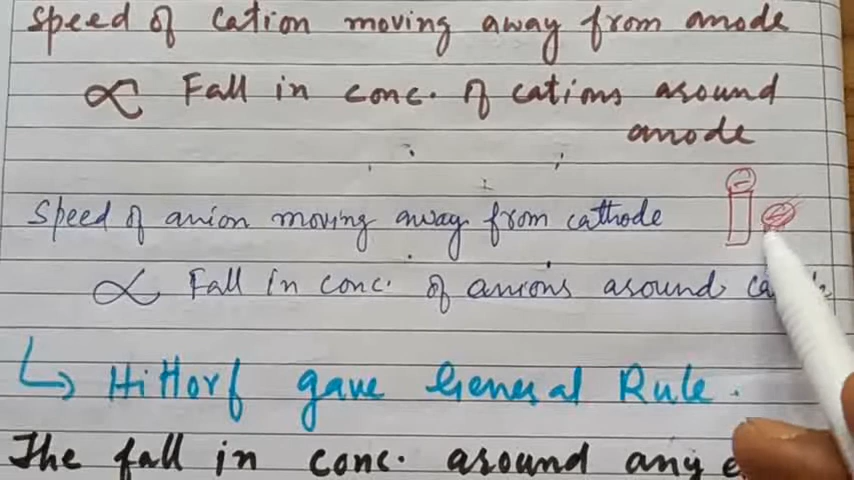 Speed of cation moving away from anode
∝ Fall in conc. of cations around
anode
Speed of anion moving away from cathode
∝ Fall in conc. of anions around
↳ Hittorf gave General Rule.
The fall in conc. around any